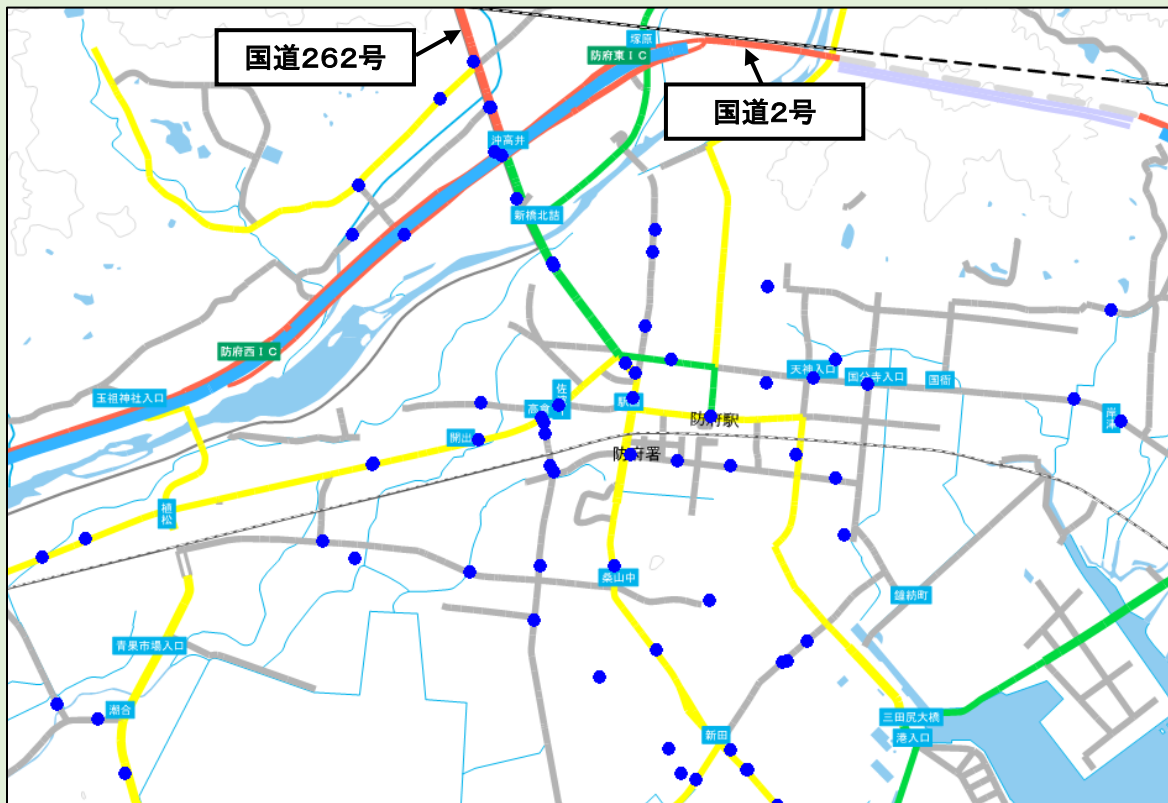 国道262号
塚原
防府東IC
国道2号
沖高井
新橋北詰
防府西IC
玉祖神社入口
天神入口
国分寺入口
国衙
防府駅
開出
防府署
植松
桑山中
鐘紡町
青果市場入口
潮合
三田尻大橋
新田
港入口